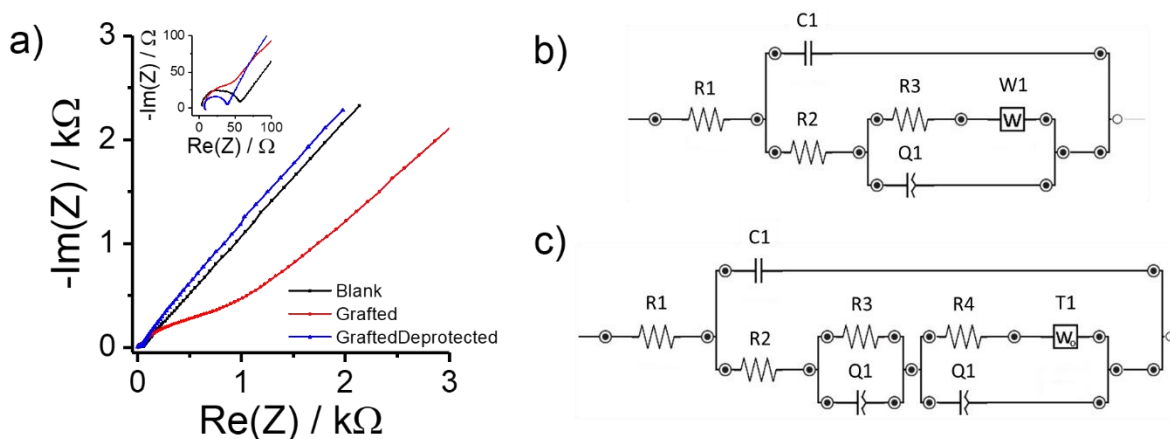 a)
-Im(Z) / kΩ
3
2
1
0
0 1 2 3
Re(Z) / kΩ
-Im(Z) / Ω
100
50
0
0 50 100
Re(Z) / Ω
Blank
Grafted
GraftedDeprotected
b)
C1
R1
R2
R3
W1
W
Q1
c)
C1
R1
R2
R3
Q1
R4
T1
Wo
Q1